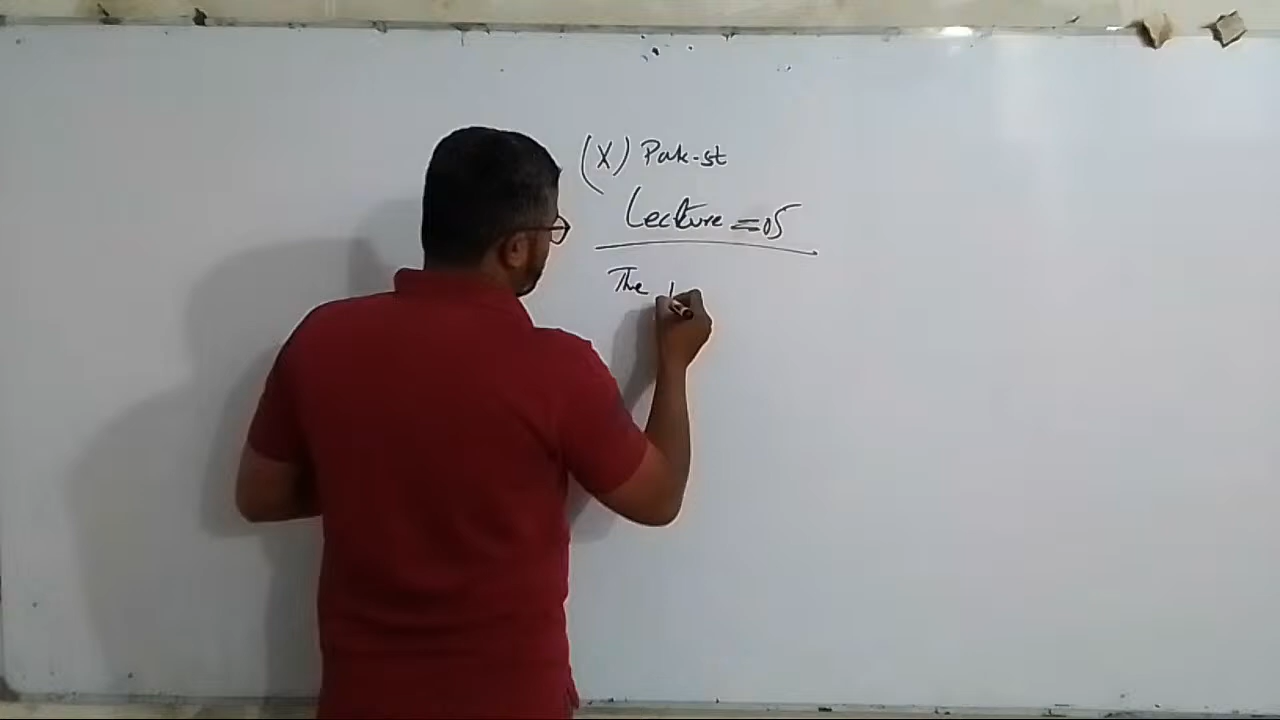 (X) Pak-st
Lecture = 05
The